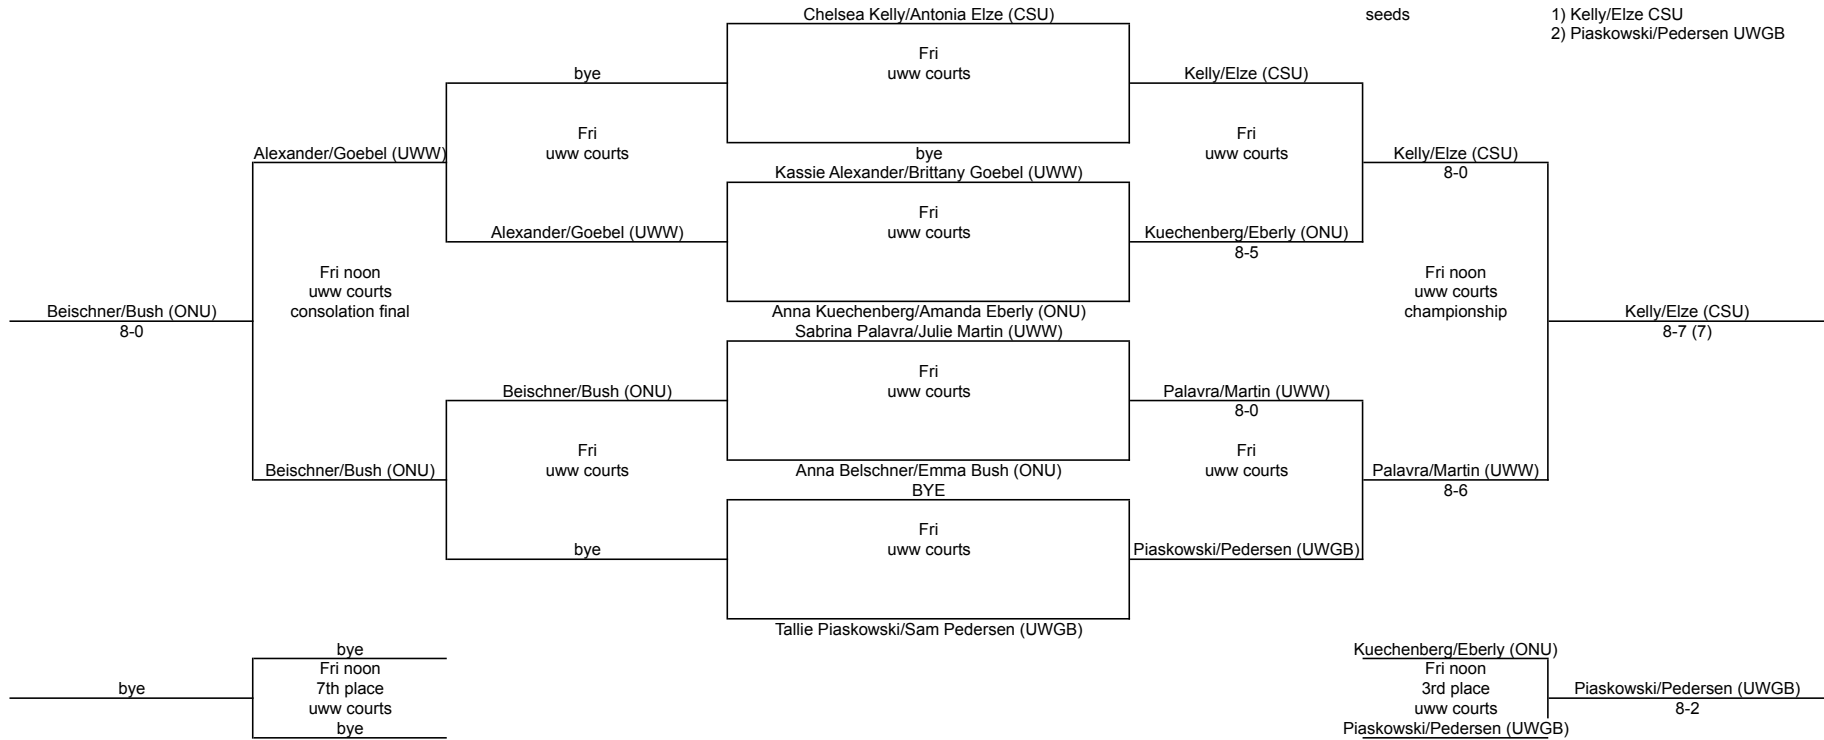 Chelsea Kelly/Antonia Elze (CSU)
seeds
1) Kelly/Elze CSU
2) Piaskowski/Pedersen UWGB
Fri
uww courts
bye
Kelly/Elze (CSU)
Fri
uww courts
Fri
uww courts
Alexander/Goebel (UWW)
bye
Kelly/Elze (CSU)
8-0
Kassie Alexander/Brittany Goebel (UWW)
Fri
uww courts
Alexander/Goebel (UWW)
Kuechenberg/Eberly (ONU)
8-5
Fri noon
uww courts
consolation final
Fri noon
uww courts
championship
Beischner/Bush (ONU)
8-0
Anna Kuechenberg/Amanda Eberly (ONU)
Sabrina Palavra/Julie Martin (UWW)
Kelly/Elze (CSU)
8-7 (7)
Fri
uww courts
Beischner/Bush (ONU)
Palavra/Martin (UWW)
8-0
Fri
uww courts
Fri
uww courts
Beischner/Bush (ONU)
Anna Belschner/Emma Bush (ONU)
BYE
Palavra/Martin (UWW)
8-6
Fri
uww courts
bye
Piaskowski/Pedersen (UWGB)
Tallie Piaskowski/Sam Pedersen (UWGB)
bye
Fri noon
7th place
uww courts
bye
bye
Kuechenberg/Eberly (ONU)
Fri noon
3rd place
uww courts
Piaskowski/Pedersen (UWGB)
Piaskowski/Pedersen (UWGB)
8-2